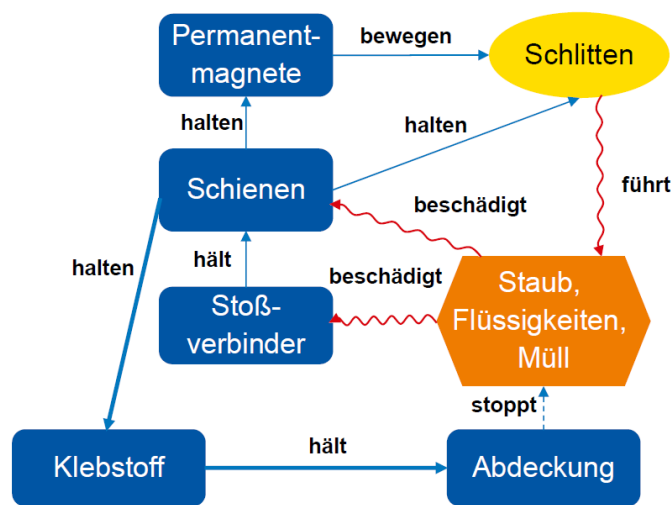 Permanent-
magnete
bewegen
Schlitten
halten
halten
Schienen
führt
beschädigt
halten
hält
beschädigt
Staub,
Flüssigkeiten,
Müll
Stoß-
verbinder
stoppt
Klebstoff
hält
Abdeckung